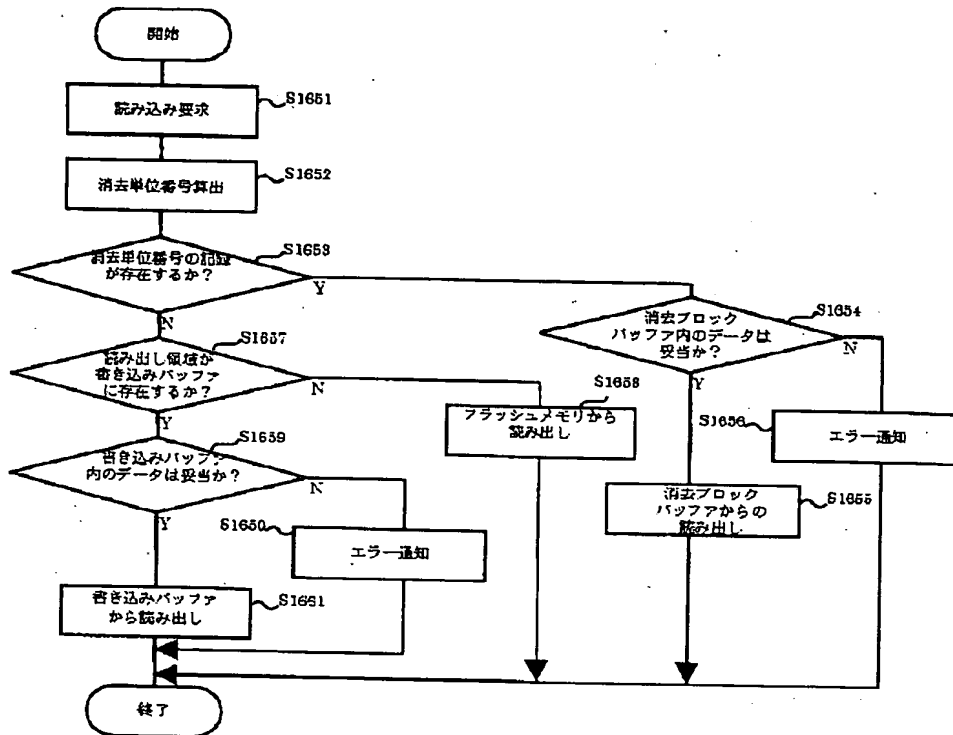 開始
読み込み要求
S1651
消去単位番号算出
S1652
消去単位番号の記録
が存在するか？
S1653
Y
N
消去ブロック
バッファ内のデータは
妥当か？
S1654
N
Y
読み出し領域が
書き込みバッファ
に存在するか？
S1657
N
Y
フラッシュメモリから
読み出し
S1658
エラー通知
S1656
書き込みバッファ
内のデータは妥当か？
S1659
N
Y
消去ブロック
バッファからの
読み出し
S1655
S1650
エラー通知
書き込みバッファ
から読み出し
S1661
終了